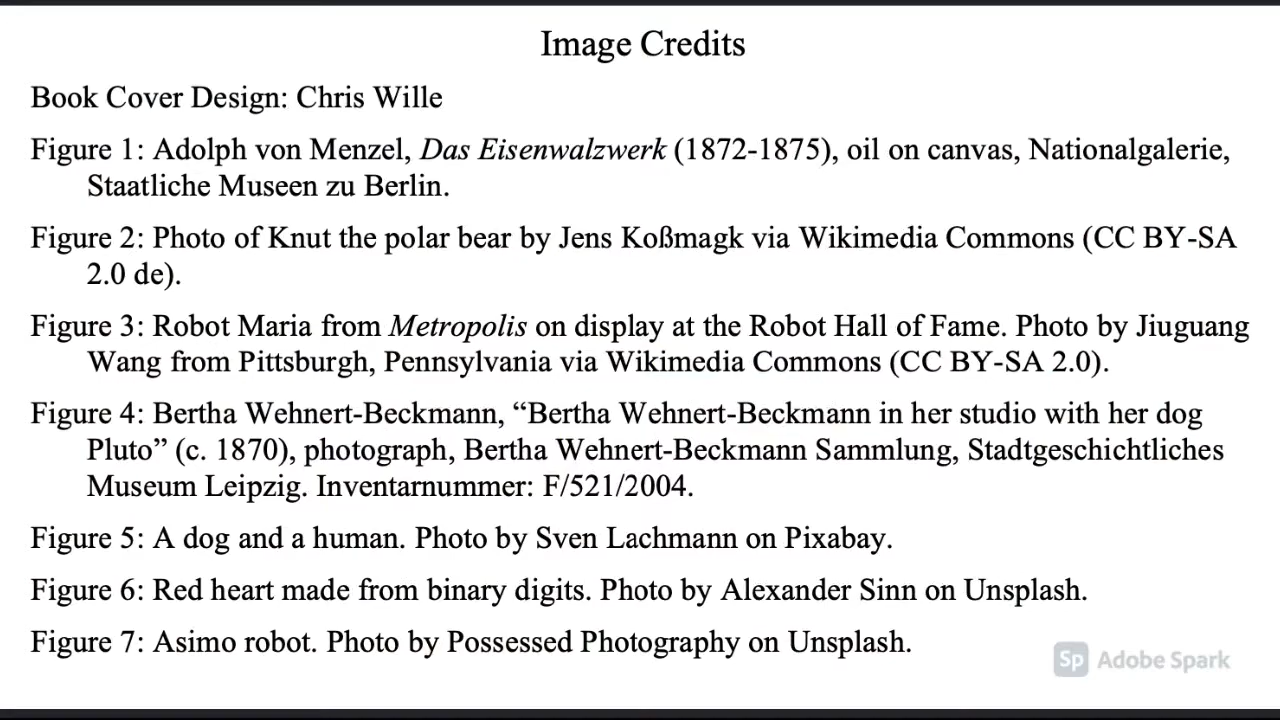 Image Credits
Book Cover Design: Chris Wille
Figure 1: Adolph von Menzel, Das Eisenwalzwerk (1872-1875), oil on canvas, Nationalgalerie,
Staatliche Museen zu Berlin.
Figure 2: Photo of Knut the polar bear by Jens Koßmagk via Wikimedia Commons (CC BY-SA
2.0 de).
Figure 3: Robot Maria from Metropolis on display at the Robot Hall of Fame. Photo by Jiuguang
Wang from Pittsburgh, Pennsylvania via Wikimedia Commons (CC BY-SA 2.0).
Figure 4: Bertha Wehnert-Beckmann, “Bertha Wehnert-Beckmann in her studio with her dog
Pluto” (c. 1870), photograph, Bertha Wehnert-Beckmann Sammlung, Stadtgeschichtliches
Museum Leipzig. Inventarnummer: F/521/2004.
Figure 5: A dog and a human. Photo by Sven Lachmann on Pixabay.
Figure 6: Red heart made from binary digits. Photo by Alexander Sinn on Unsplash.
Figure 7: Asimo robot. Photo by Possessed Photography on Unsplash.
Sp Adobe Spark